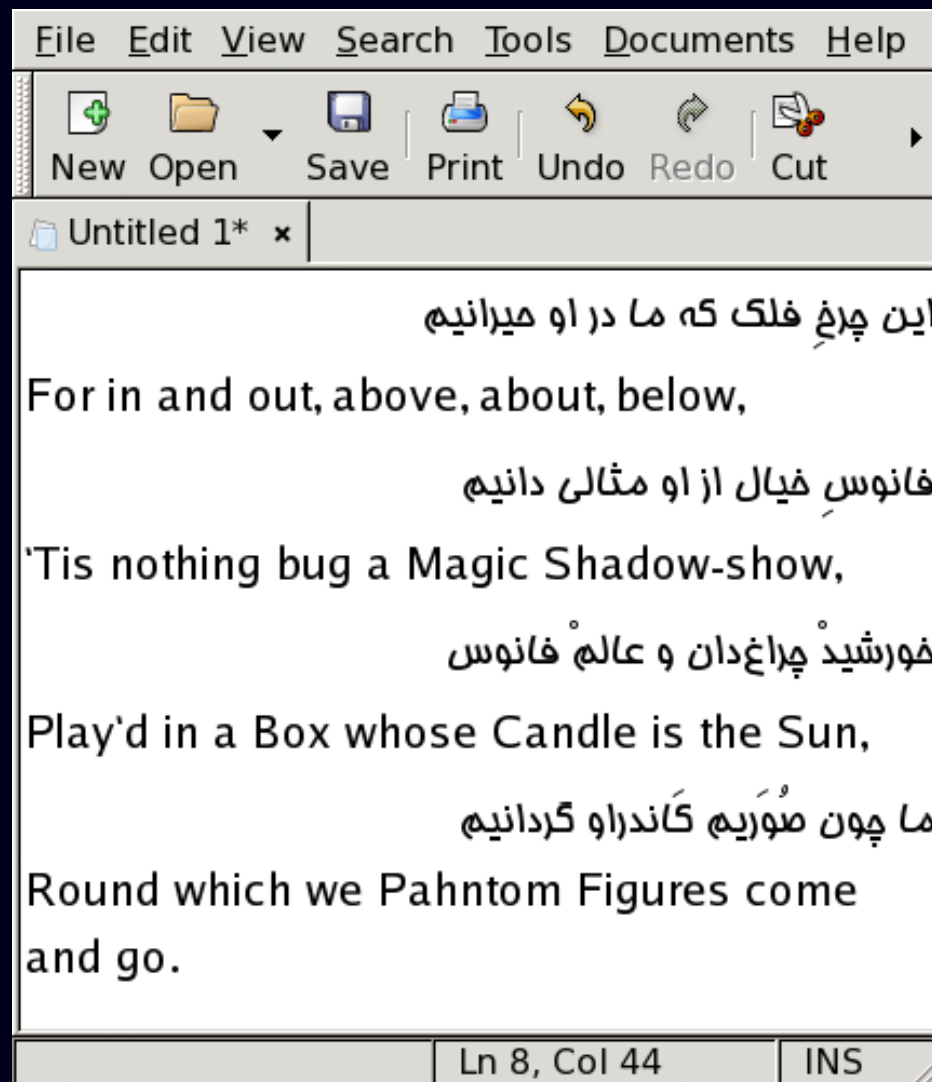 File Edit View Search Tools Documents Help
New Open Save Print Undo Redo Cut
Untitled 1* ×
این چرخِ فلک که ما در او حیرانیم
For in and out, above, about, below,
فانوسِ خیال از او مثالی دانیم
‛Tis nothing bug a Magic Shadow-show,
خورشیدْ چراغ‌دان و عالمْ فانوس
Play‛d in a Box whose Candle is the Sun,
ما چون صُوَریم کَاندراو گردانیم
Round which we Pahntom Figures come
and go.
Ln 8, Col 44 INS